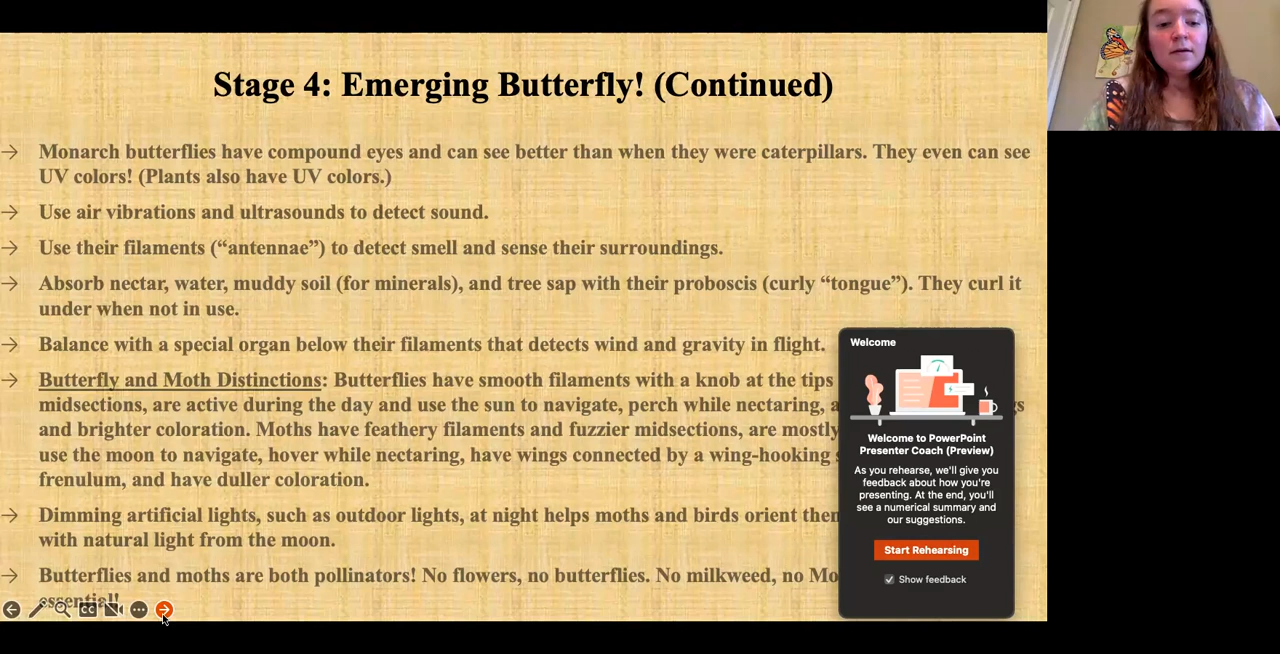 Stage 4: Emerging Butterfly! (Continued)
→ Monarch butterflies have compound eyes and can see better than when they were caterpillars. They even can see
UV colors! (Plants also have UV colors.)
→ Use air vibrations and ultrasounds to detect sound.
→ Use their filaments (“antennae”) to detect smell and sense their surroundings.
→ Absorb nectar, water, muddy soil (for minerals), and tree sap with their proboscis (curly “tongue”). They curl it
under when not in use.
→ Balance with a special organ below their filaments that detects wind and gravity in flight.
→ Butterfly and Moth Distinctions: Butterflies have smooth filaments with a knob at the tips
midsections, are active during the day and use the sun to navigate, perch while nectaring,
and brighter coloration. Moths have feathery filaments and fuzzier midsections, are mostly
use the moon to navigate, hover while nectaring, have wings connected by a wing-hooking
frenulum, and have duller coloration.
→ Dimming artificial lights, such as outdoor lights, at night helps moths and birds orient
with natural light from the moon.
→ Butterflies and moths are both pollinators! No flowers, no butterflies. No milkweed, no
essential!
CC
Welcome
Welcome to PowerPoint
Presenter Coach (Preview)
As you rehearse, we'll give you
feedback about how you're
presenting. At the end, you'll
see a numerical summary and
our suggestions.
Start Rehearsing
Show feedback